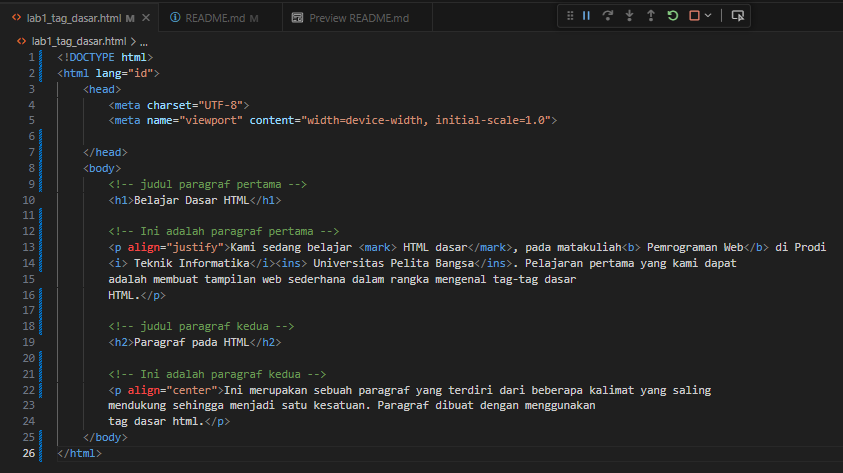 lab1_tag_dasar.html M
README.md M
Preview README.md
lab1_tag_dasar.html > ...
1 <!DOCTYPE html>
2 <html lang="id">
3 <head>
4 <meta charset="UTF-8">
5 <meta name="viewport" content="width=device-width, initial-scale=1.0">
6
7 </head>
8 <body>
9 <!-- judul paragraf pertama -->
10 <h1>Belajar Dasar HTML</h1>
11
12 <!-- Ini adalah paragraf pertama -->
13 <p align="justify">Kami sedang belajar <mark> HTML dasar</mark>, pada matakuliah<b> Pemrograman Web</b> di Prodi
14 <i> Teknik Informatika</i><ins> Universitas Pelita Bangsa</ins>. Pelajaran pertama yang kami dapat
15 adalah membuat tampilan web sederhana dalam rangka mengenal tag-tag dasar
16 HTML.</p>
17
18 <!-- judul paragraf kedua -->
19 <h2>Paragraf pada HTML</h2>
20
21 <!-- Ini adalah paragraf kedua -->
22 <p align="center">Ini merupakan sebuah paragraf yang terdiri dari beberapa kalimat yang saling
23 mendukung sehingga menjadi satu kesatuan. Paragraf dibuat dengan menggunakan
24 tag dasar html.</p>
25 </body>
26 </html>